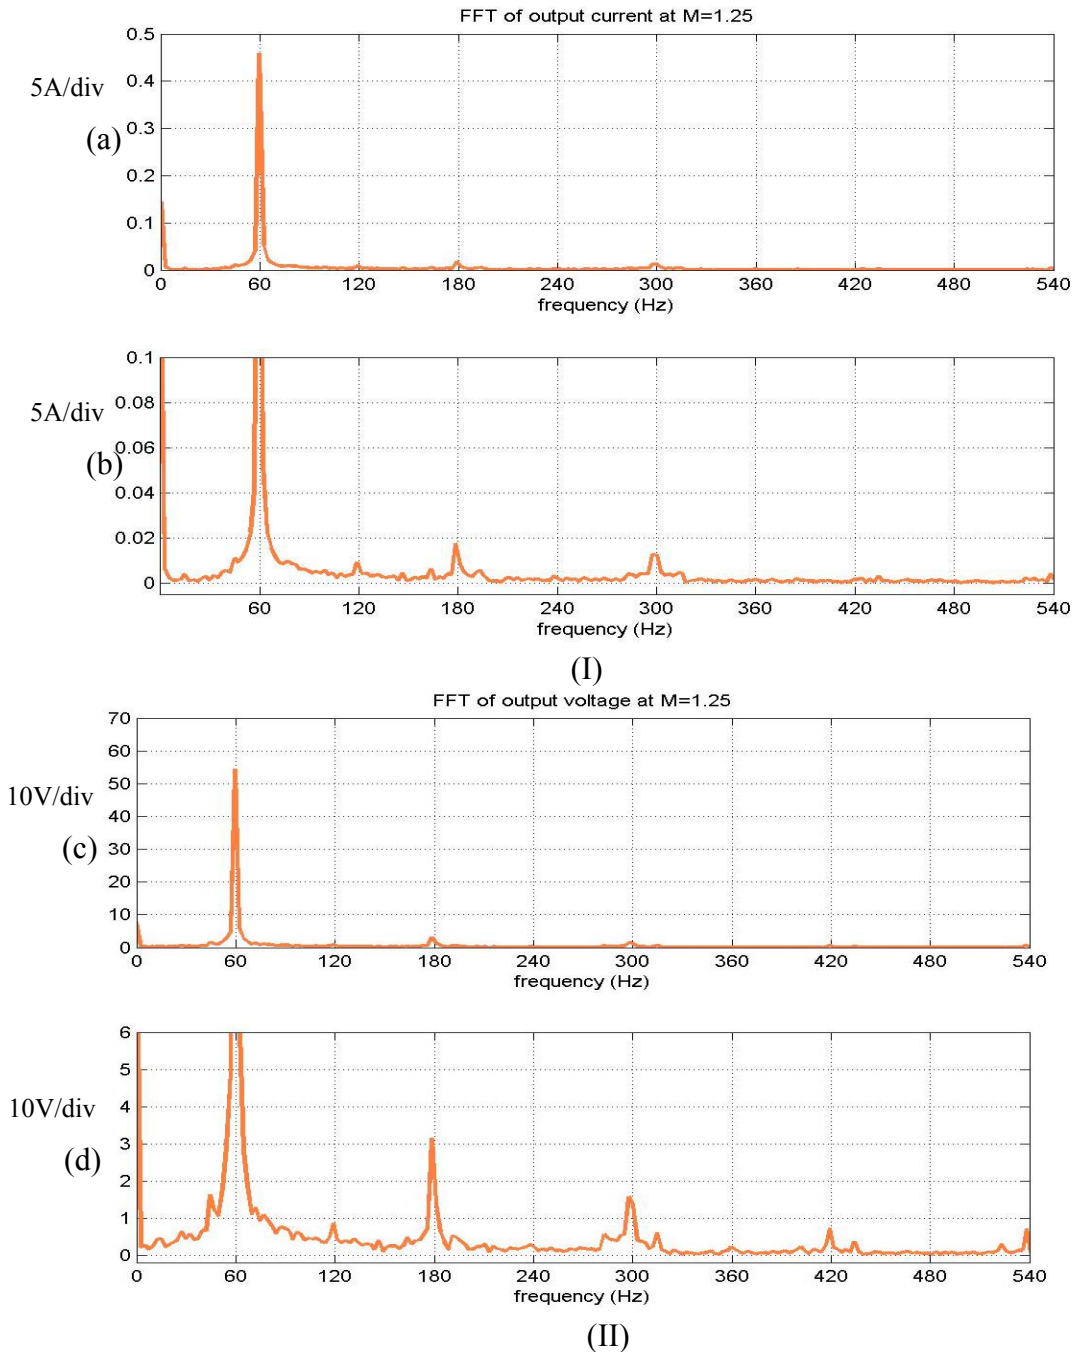 FFT of output current at M=1.25
0.5
0.4
0.3
0.2
0.1
0
5A/div
(a)
0 60 120 180 240 300 360 420 480 540
frequency (Hz)
0.1
0.08
0.06
0.04
0.02
0
5A/div
(b)
60 120 180 240 300 360 420 480 540
frequency (Hz)
(I)
FFT of output voltage at M=1.25
70
60
50
40
30
20
10
0
10V/div
(c)
0 60 120 180 240 300 360 420 480 540
frequency (Hz)
6
5
4
3
2
1
0
10V/div
(d)
0 60 120 180 240 300 360 420 480 540
frequency (Hz)
(II)